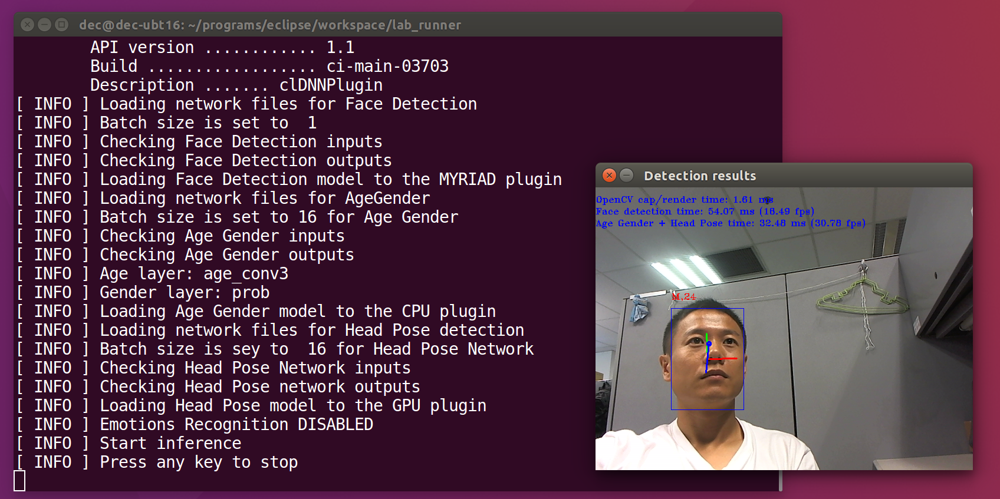 dec@dec-ubt16: ~/programs/eclipse/workspace/lab_runner
API version ............ 1.1
Build .................. ci-main-03703
Description ....... clDNNPlugin
[ INFO ] Loading network files for Face Detection
[ INFO ] Batch size is set to  1
[ INFO ] Checking Face Detection inputs
[ INFO ] Checking Face Detection outputs
[ INFO ] Loading Face Detection model to the MYRIAD plugin
[ INFO ] Loading network files for AgeGender
[ INFO ] Batch size is set to 16 for Age Gender
[ INFO ] Checking Age Gender inputs
[ INFO ] Checking Age Gender outputs
[ INFO ] Age layer: age_conv3
[ INFO ] Gender layer: prob
[ INFO ] Loading Age Gender model to the CPU plugin
[ INFO ] Loading network files for Head Pose detection
[ INFO ] Batch size is sey to  16 for Head Pose Network
[ INFO ] Checking Head Pose Network inputs
[ INFO ] Checking Head Pose network outputs
[ INFO ] Loading Head Pose model to the GPU plugin
[ INFO ] Emotions Recognition DISABLED
[ INFO ] Start inference
[ INFO ] Press any key to stop
Detection results
OpenCV cap/render time: 1.61 ms
Face detection time: 54.07 ms (18.49 fps)
Age Gender + Head Pose time: 32.48 ms (30.78 fps)
M,24